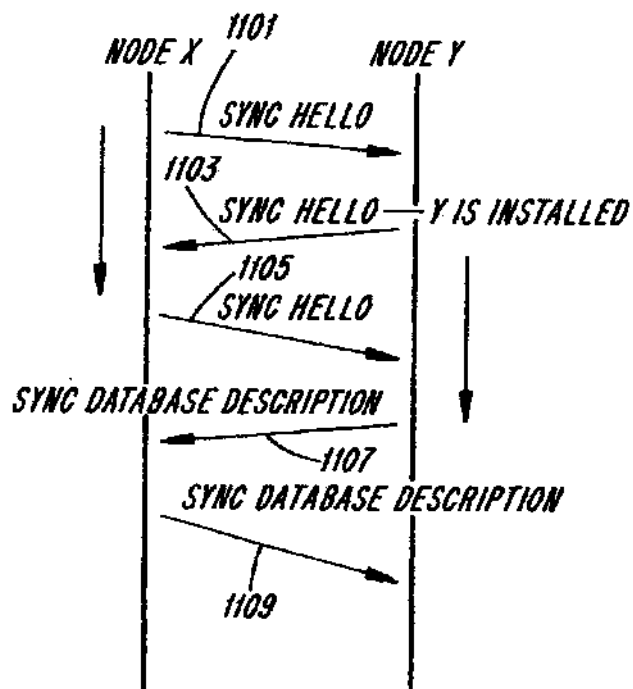 1101
NODE X NODE Y
SYNC HELLO
1103
SYNC HELLO — Y IS INSTALLED
1105
SYNC HELLO
SYNC DATABASE DESCRIPTION
1107
SYNC DATABASE DESCRIPTION
1109